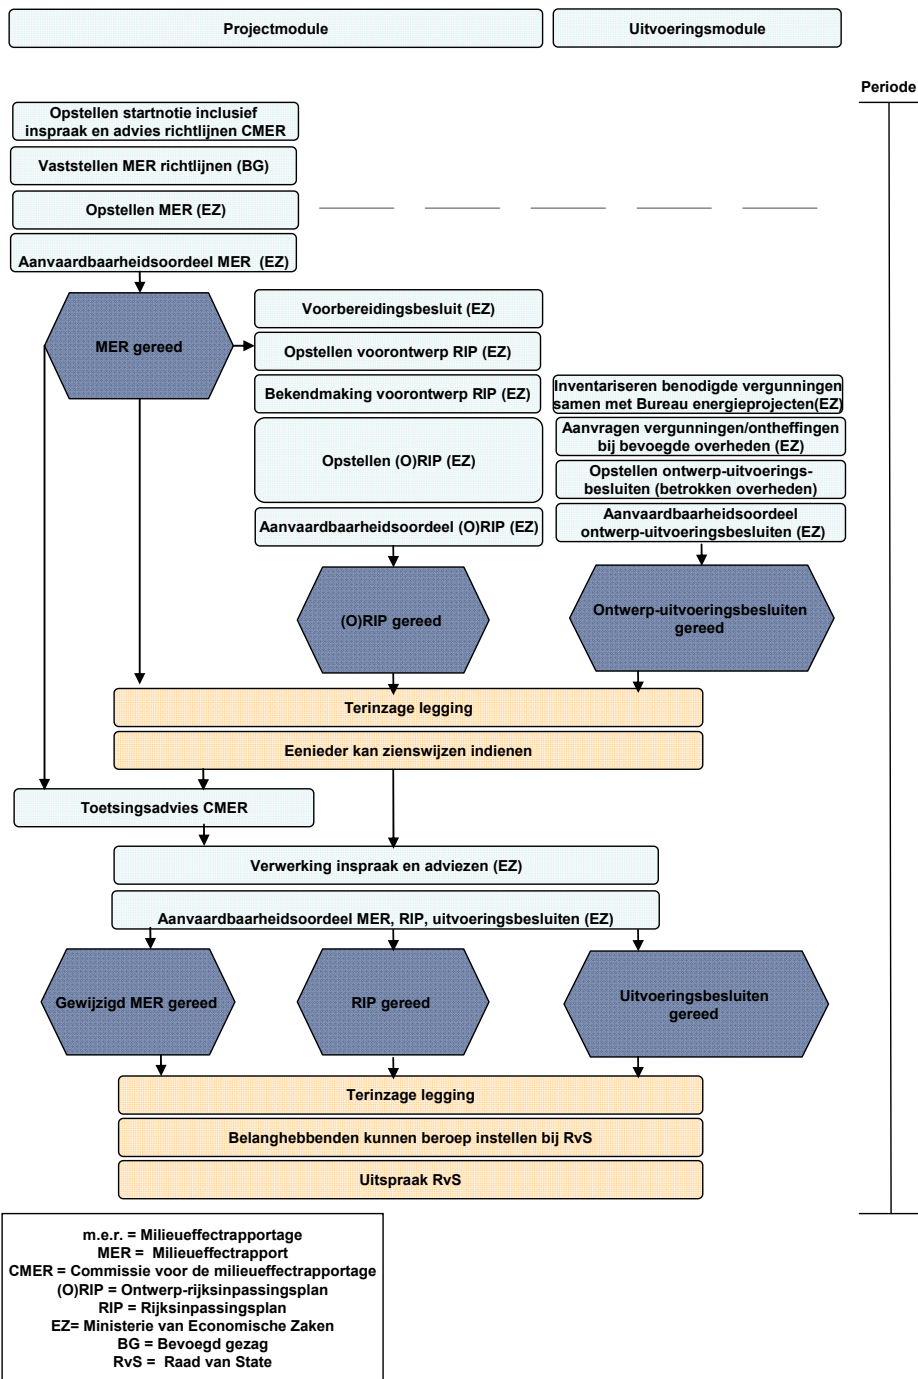 Projectmodule
Uitvoeringsmodule
Periode
Opstellen startnotie inclusief
inspraak en advies richtlijnen CMER
Vaststellen MER richtlijnen (BG)
Opstellen MER (EZ)
Aanvaardbaarheidsoordeel MER (EZ)
MER gereed
Voorbereidingsbesluit (EZ)
Opstellen voorontwerp RIP (EZ)
Bekendmaking voorontwerp RIP (EZ)
Opstellen (O)RIP (EZ)
Aanvaardbaarheidsoordeel (O)RIP (EZ)
Inventariseren benodigde vergunningen
samen met Bureau energieprojecten(EZ)
Aanvragen vergunningen/ontheffingen
bij bevoegde overheden (EZ)
Opstellen ontwerp-uitvoerings-
besluiten (betrokken overheden)
Aanvaardbaarheidsoordeel
ontwerp-uitvoeringsbesluiten (EZ)
(O)RIP gereed
Ontwerp-uitvoeringsbesluiten
gereed
Terinzage legging
Eenieder kan zienswijzen indienen
Toetsingsadvies CMER
Verwerking inspraak en adviezen (EZ)
Aanvaardbaarheidsoordeel MER, RIP, uitvoeringsbesluiten (EZ)
Gewijzigd MER gereed
RIP gereed
Uitvoeringsbesluiten
gereed
Terinzage legging
Belanghebbenden kunnen beroep instellen bij RvS
Uitspraak RvS
m.e.r. = Milieueffectrapportage
MER = Milieueffectrapport
CMER = Commissie voor de milieueffectrapportage
(O)RIP = Ontwerp-rijksinpassingsplan
RIP = Rijksinpassingsplan
EZ= Ministerie van Economische Zaken
BG = Bevoegd gezag
RvS = Raad van State